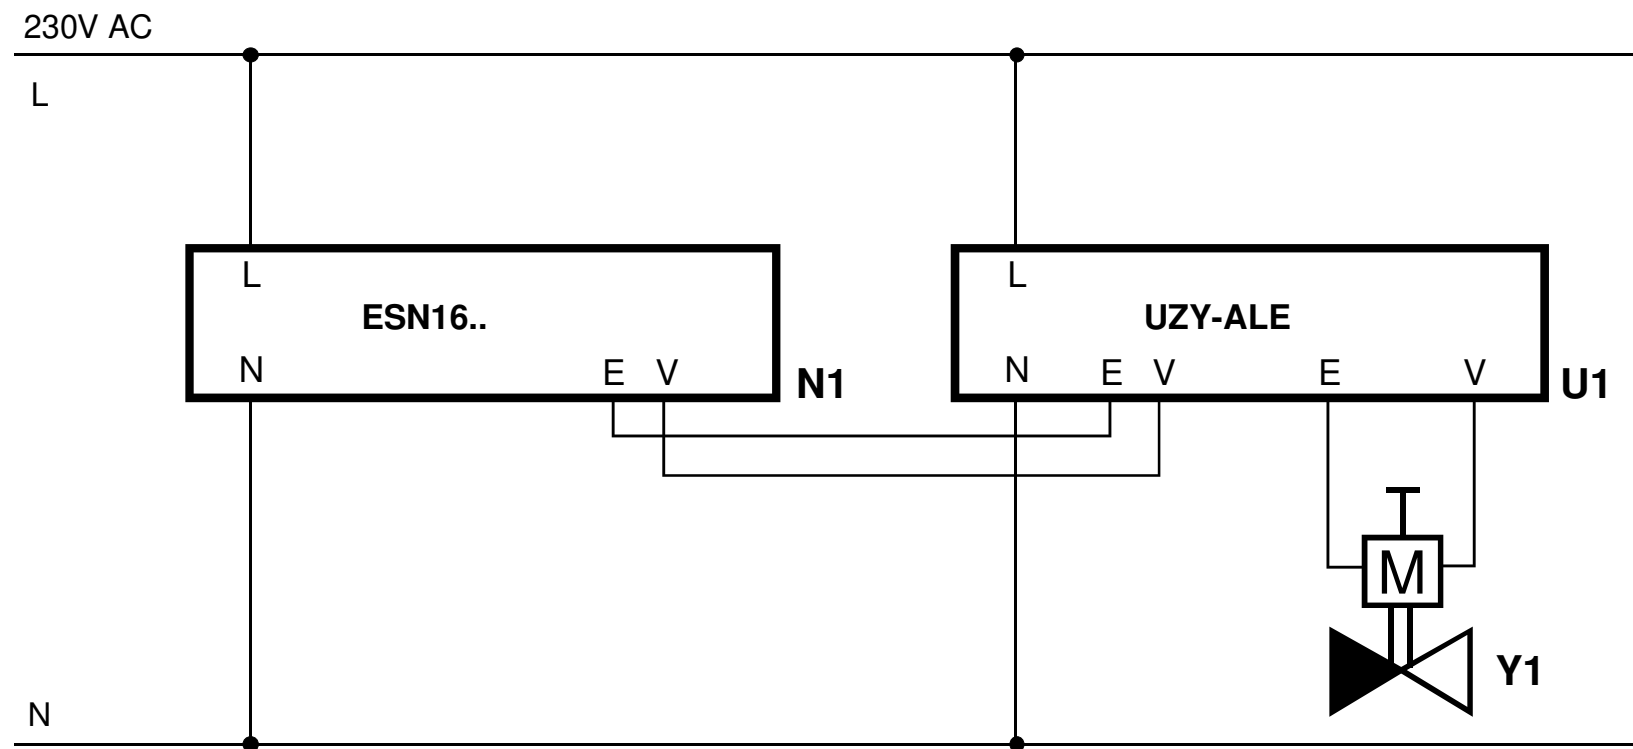 230V AC
L
L L
ESN16.. UZY-ALE
N E V N1 N E V E V U1
M
Y1
N